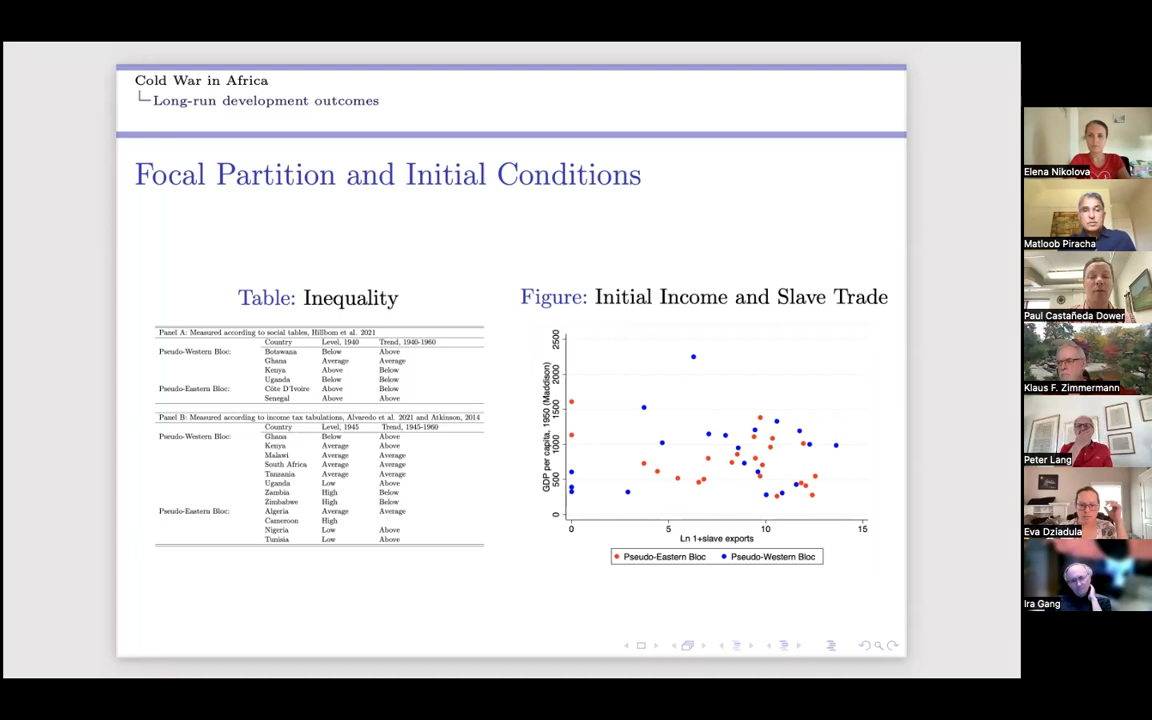 Cold War in Africa
Long-run development outcomes
Focal Partition and Initial Conditions
Table: Inequality
Panel A: Measured according to social tables, Hillbom et al. 2021
Country Level, 1940 Trend, 1940-1960
Pseudo-Western Bloc: Botswana Below Above
Ghana Average Average
Kenya Above Below
Uganda Below Below
Pseudo-Eastern Bloc: Côte D'Ivoire Above Below
Senegal Above Above
Panel B: Measured according to income tax tabulations, Alvaredo et al. 2021 and Atkinson, 2014
Country Level, 1945 Trend, 1945-1960
Pseudo-Western Bloc: Ghana Below Above
Kenya Average Above
Malawi Average Average
South Africa Average Average
Tanzania Average Average
Uganda Low Above
Zambia High Below
Zimbabwe High Below
Pseudo-Eastern Bloc: Algeria Average Average
Cameroon High
Nigeria Low Above
Tunisia Low Above
Figure: Initial Income and Slave Trade
GDP per capita, 1950 (Maddison)
2500
2000
1500
1000
500
0
0 5 10 15
Ln 1+slave exports
Pseudo-Eastern Bloc Pseudo-Western Bloc
Elena Nikolova
Matloob Piracha
Paul Castañeda Dower
Klaus F. Zimmermann
Peter Lang
Eva Dziadula
Ira Gang